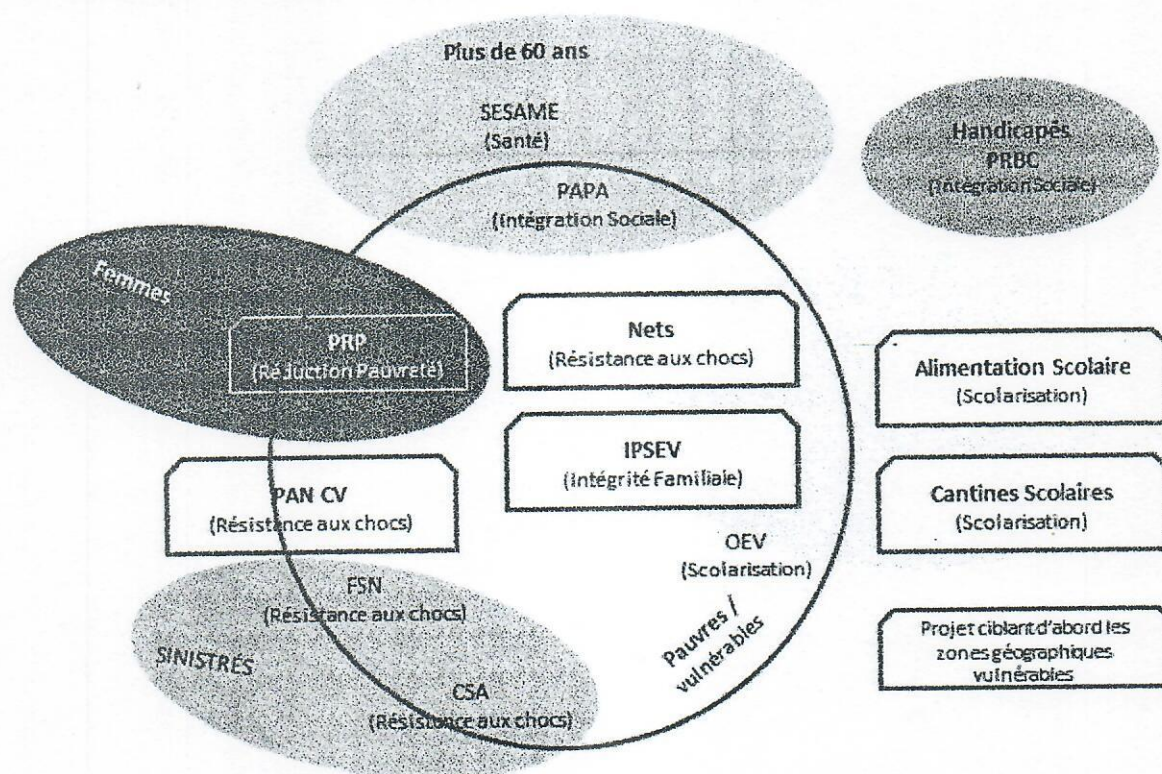 Plus de 60 ans
SESAME
(Santé)
PAPA
(Intégration Sociale)
Handicapés
PRBC
(Intégration Sociale)
Femmes
PRP
(Réduction Pauvreté)
Nets
(Résistance aux chocs)
Alimentation Scolaire
(Scolarisation)
IPSEV
(Intégrité Familiale)
PAN CV
(Résistance aux chocs)
Cantines Scolaires
(Scolarisation)
OEV
(Scolarisation)
FSN
(Résistance aux chocs)
Pauvres /
vulnérables
SINISTRÉS
CSA
(Résistance aux chocs)
Projet ciblant d'abord les
zones géographiques
vulnérables